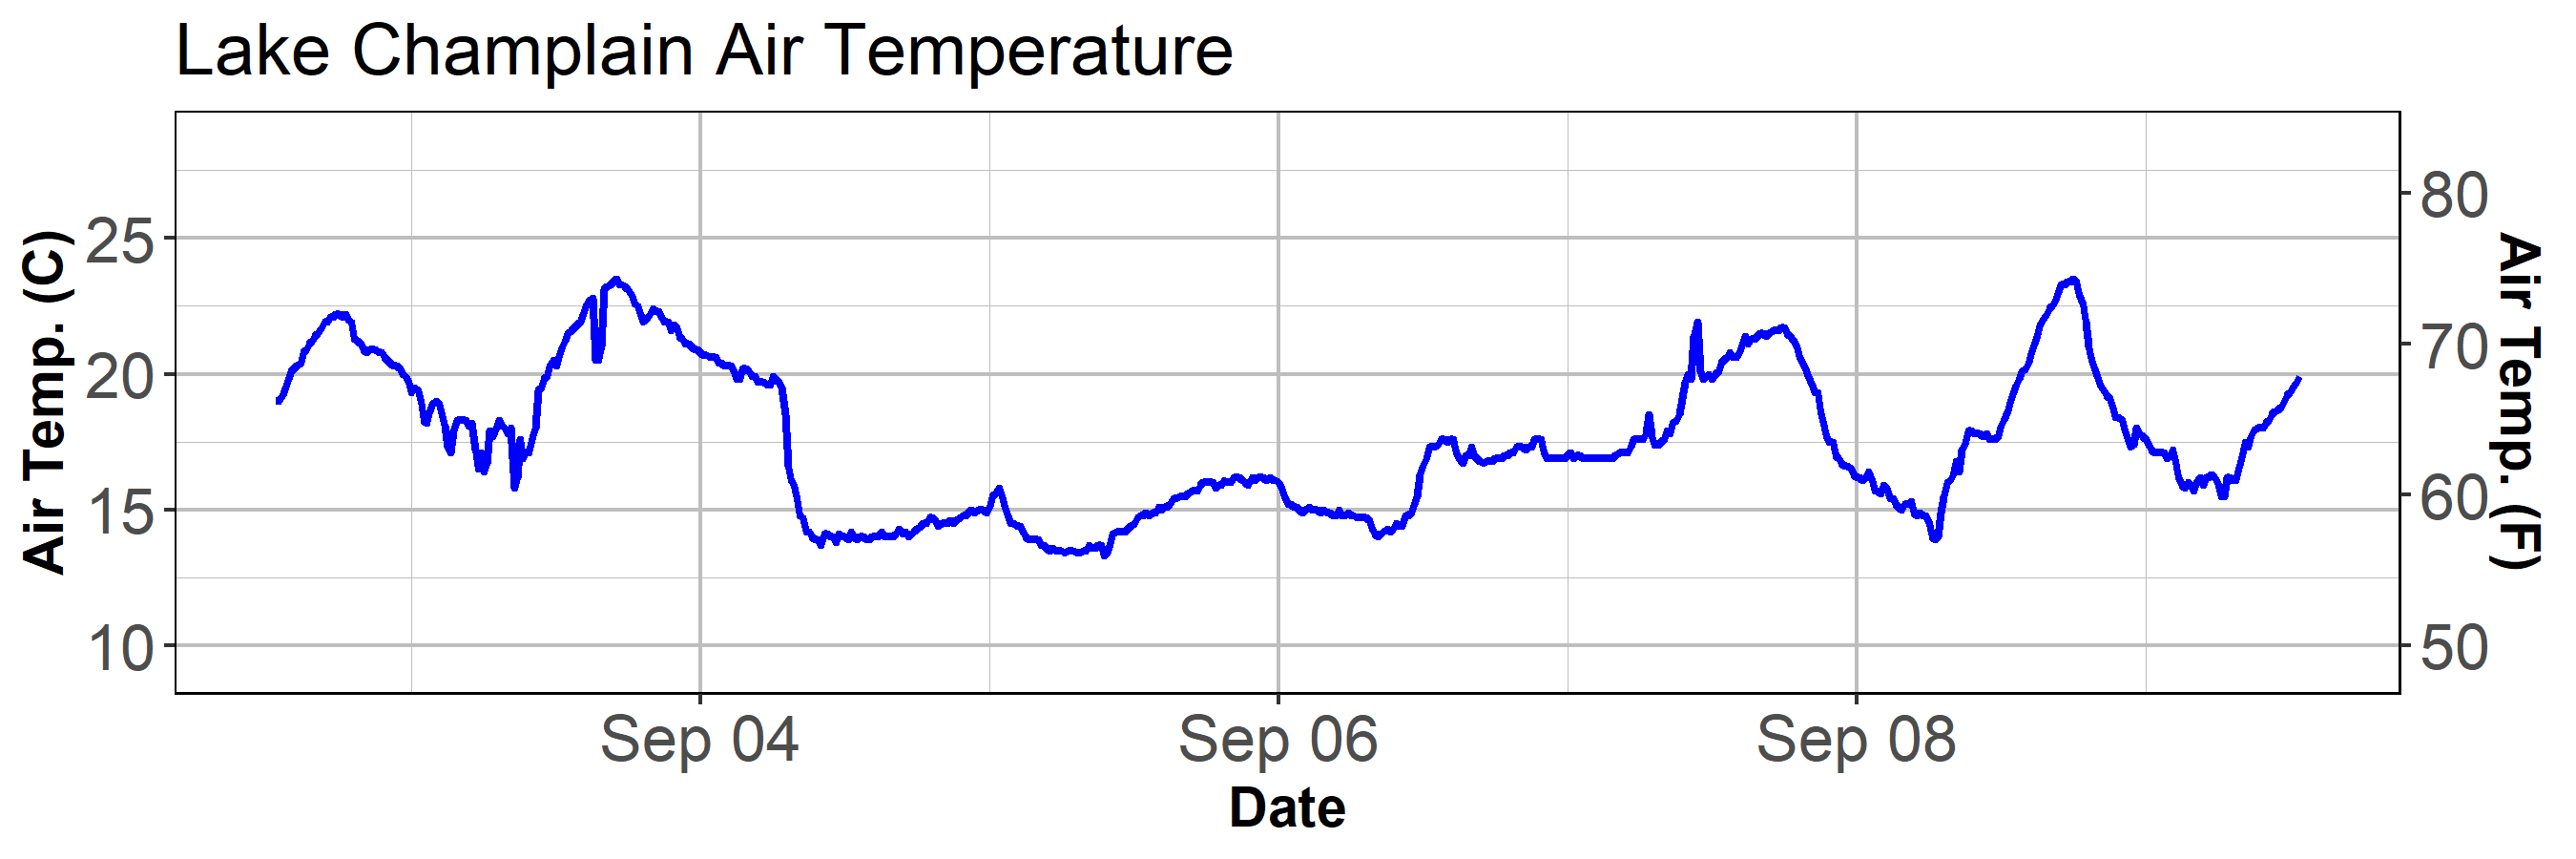 Lake Champlain Air Temperature
Air Temp. (C)
25
20
15
10
80
70
60
50
Air Temp. (F)
Sep 04
Sep 06
Sep 08
Date